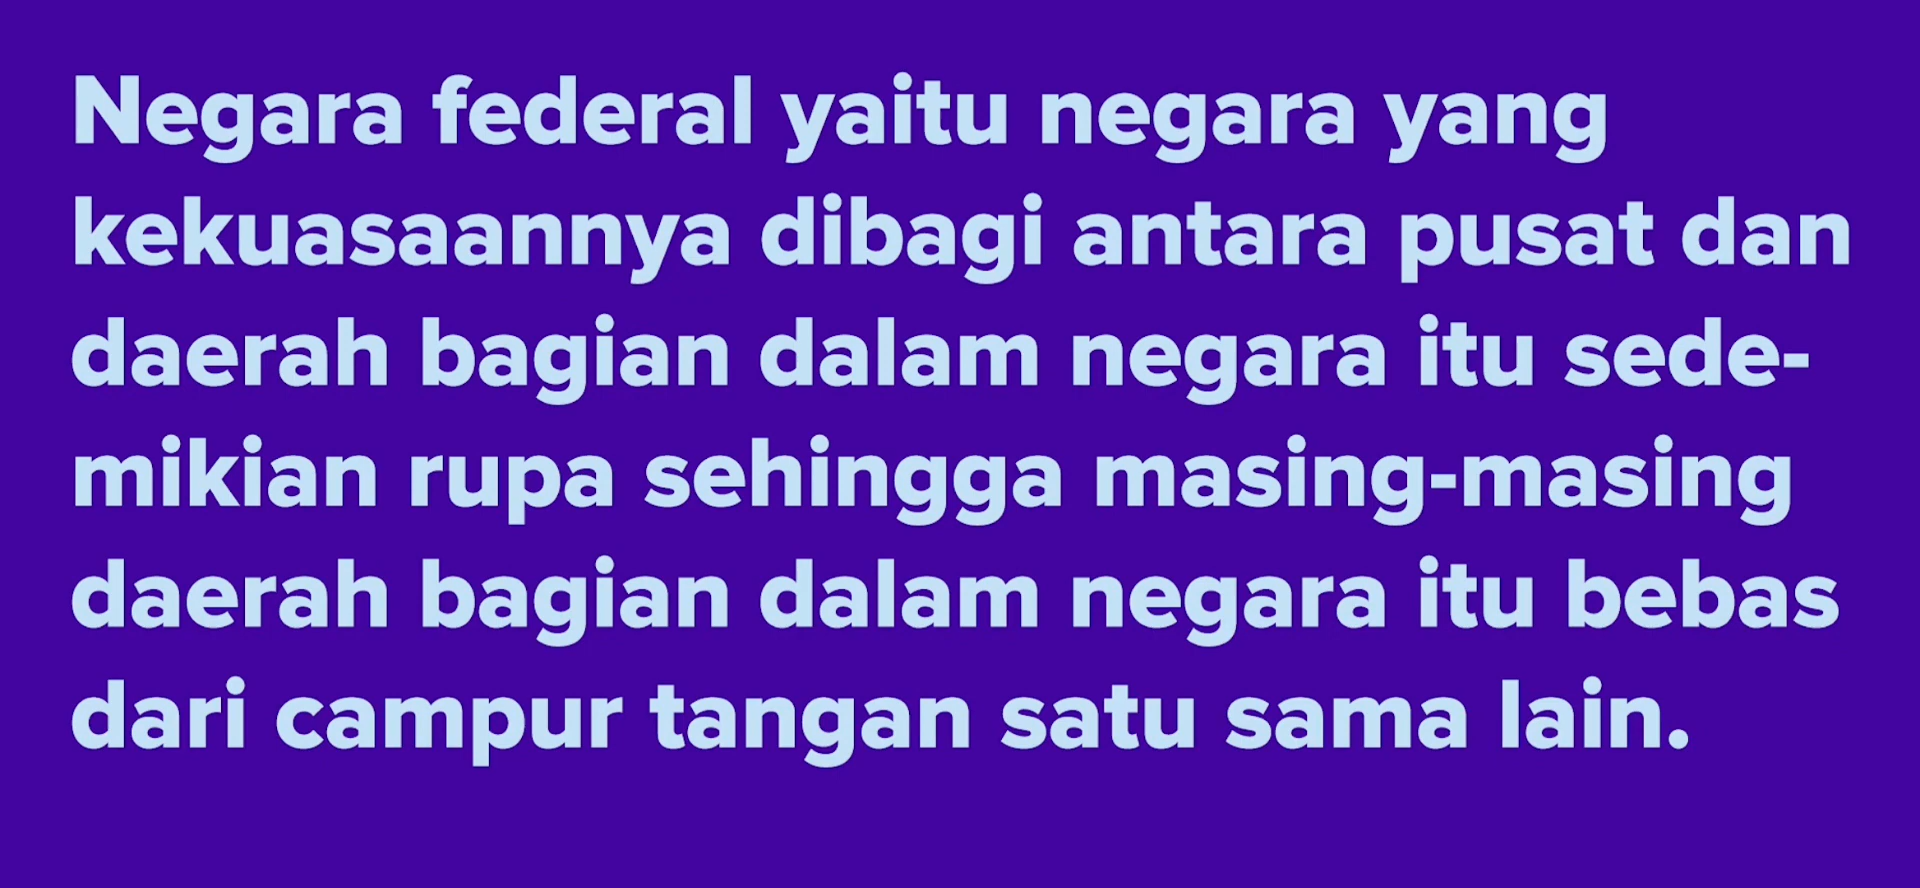 Negara federal yaitu negara yang
kekuasaannya dibagi antara pusat dan
daerah bagian dalam negara itu sede-
mikian rupa sehingga masing-masing
daerah bagian dalam negara itu bebas
dari campur tangan satu sama lain.